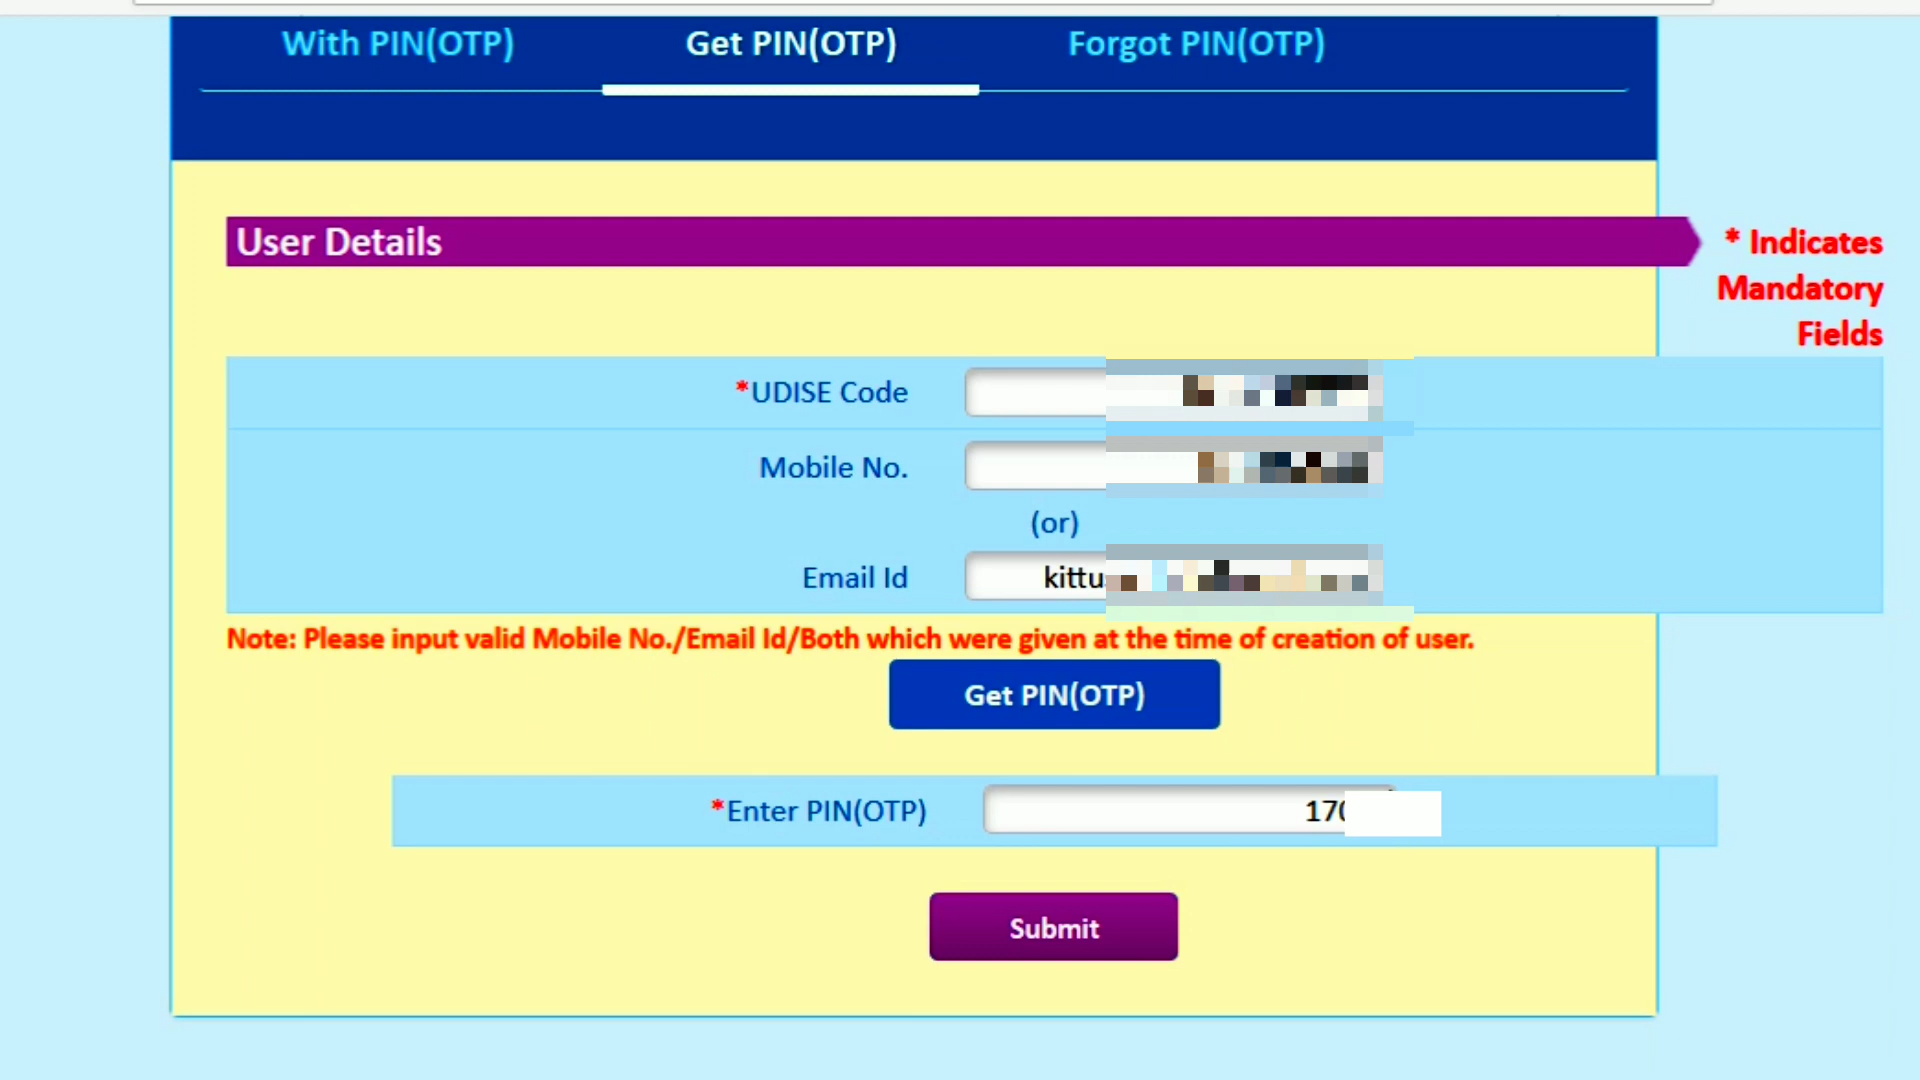 With PIN(OTP) Get PIN(OTP) Forgot PIN(OTP)
User Details
* Indicates
Mandatory
Fields
*UDISE Code
Mobile No.
(or)
Email Id kittu
Note: Please input valid Mobile No./Email Id/Both which were given at the time of creation of user.
Get PIN(OTP)
*Enter PIN(OTP) 170
Submit